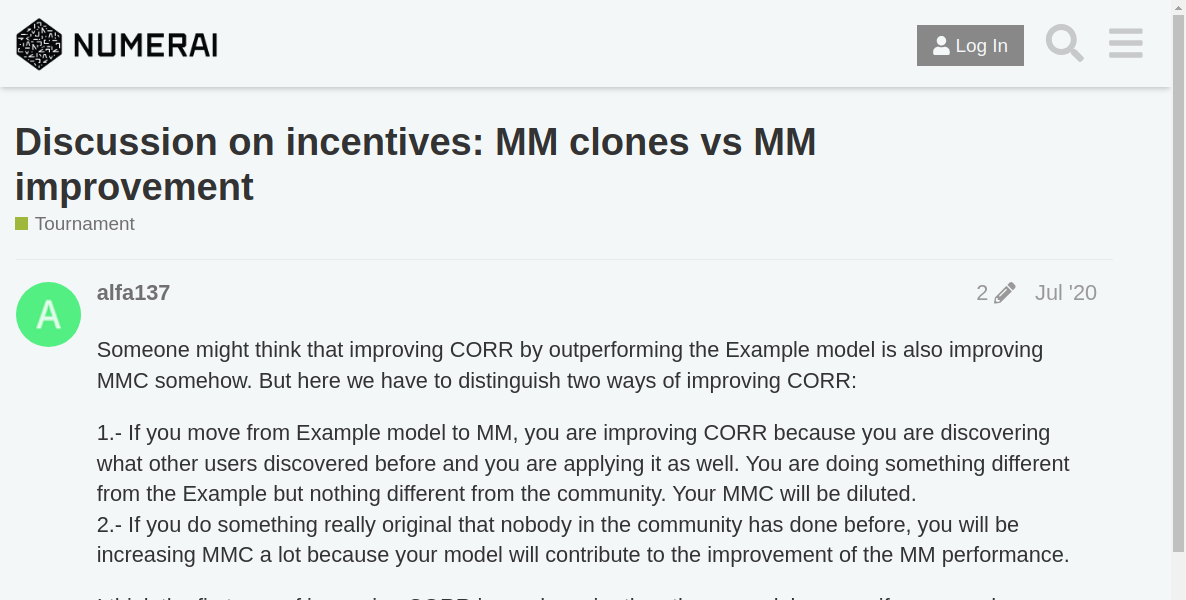 NUMERAI
Log In
Discussion on incentives: MM clones vs MM
improvement
Tournament
A
alfa137
2
Jul '20
Someone might think that improving CORR by outperforming the Example model is also improving
MMC somehow. But here we have to distinguish two ways of improving CORR:
1.- If you move from Example model to MM, you are improving CORR because you are discovering
what other users discovered before and you are applying it as well. You are doing something different
from the Example but nothing different from the community. Your MMC will be diluted.
2.- If you do something really original that nobody in the community has done before, you will be
increasing MMC a lot because your model will contribute to the improvement of the MM performance.